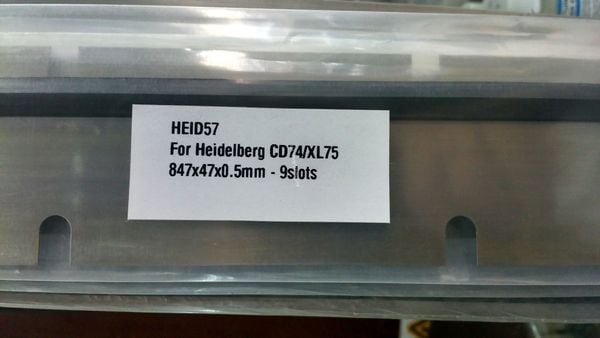 HEID57
For Heidelberg CD74/XL75
847x47x0.5mm - 9slots